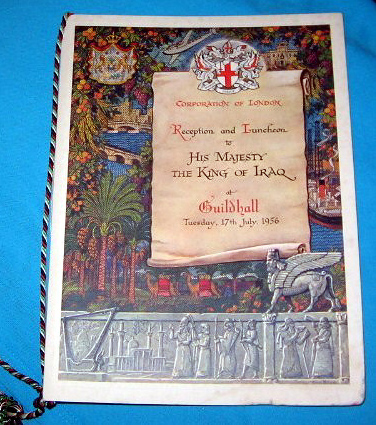 Corporation of London
Reception and Luncheon
to
His Majesty
the King of Iraq
at
Guildhall
Tuesday, 17th July, 1956